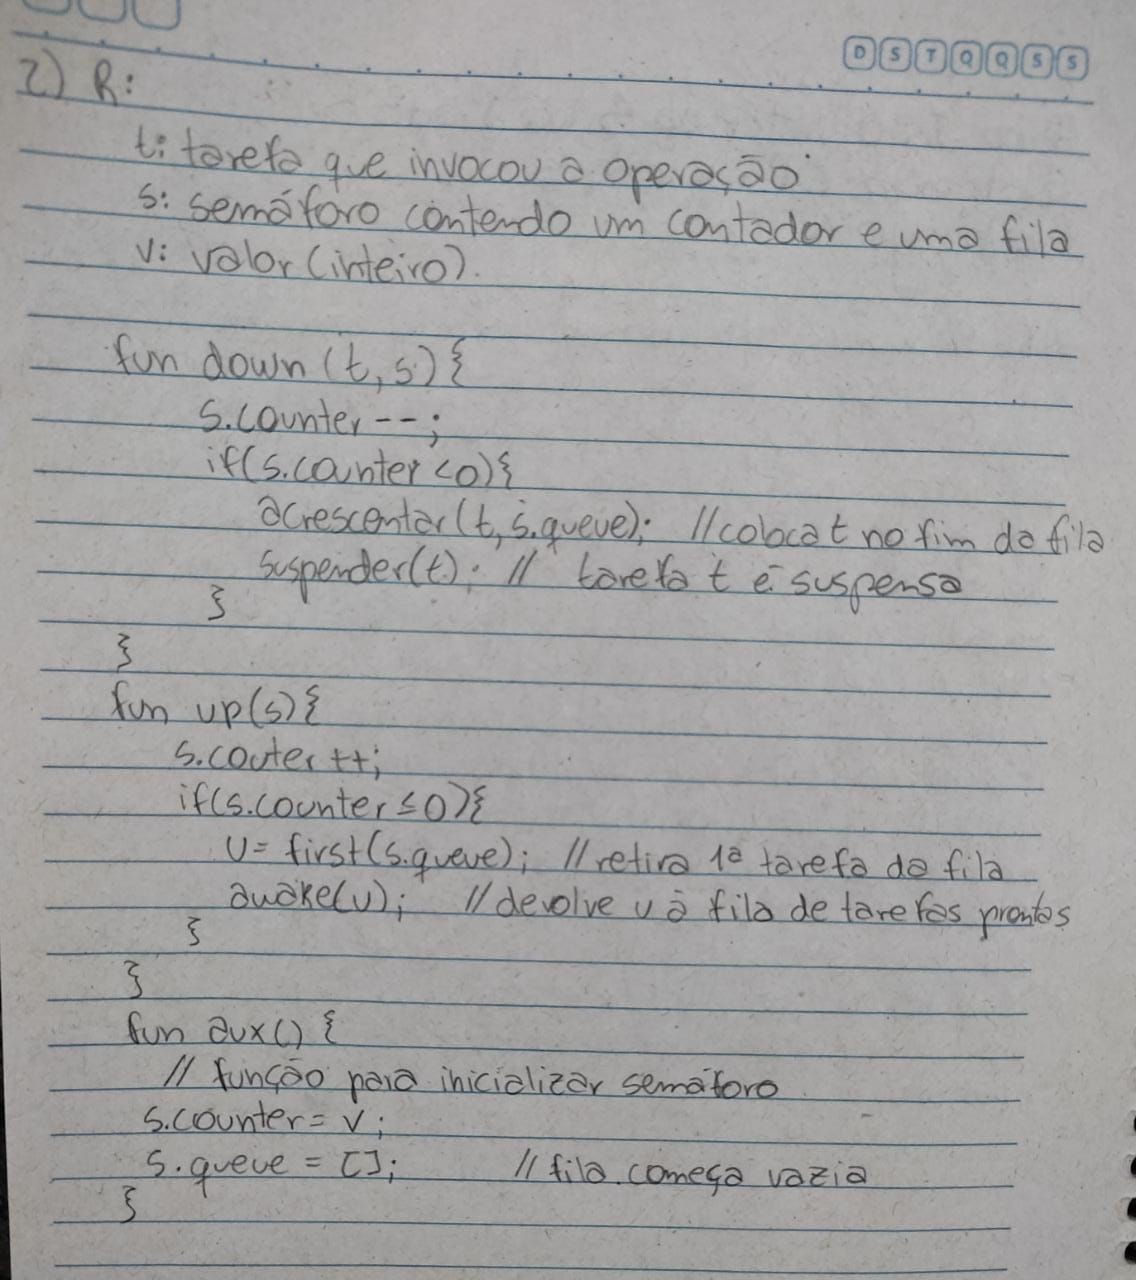 D S T Q Q S S
2) R:
t: tarefa que invocou a operação
s: semáforo contendo um contador e uma fila
v: valor (inteiro).
fun down (t, s) {
s.counter --;
if(s.counter <0){
acrescentar(t, s.queue); //coloca t no fim da fila
suspender(t). // tarefa t é suspensa
}
}
fun up(s) {
s.couter ++;
if(s.counter ≤ 0){
u= first(s.queue); //retira 1ª tarefa da fila
awake(u); //devolve u à fila de tarefas prontas
}
}
fun aux() {
// função para inicializar semáforo
s.counter = v;
s.queue = []; // fila começa vazia
}